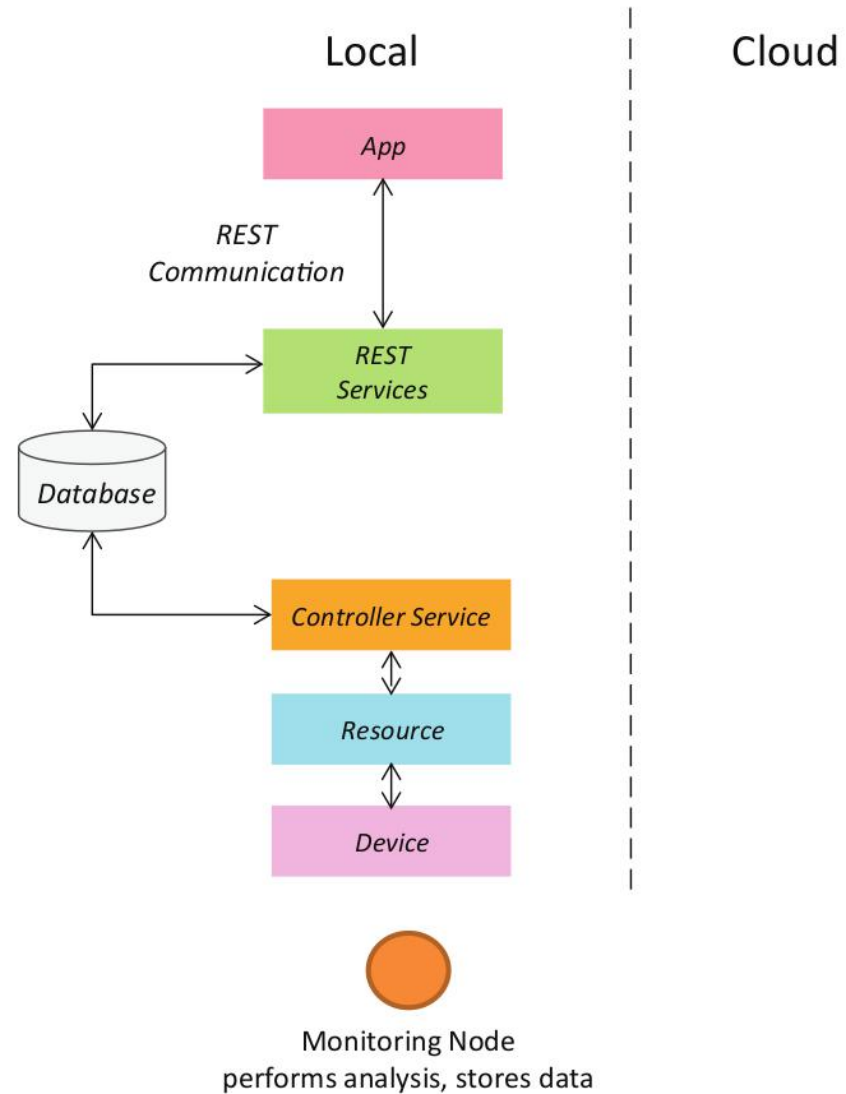 Local
Cloud
App
REST
Communication
REST
Services
Database
Controller Service
Resource
Device
Monitoring Node
performs analysis, stores data